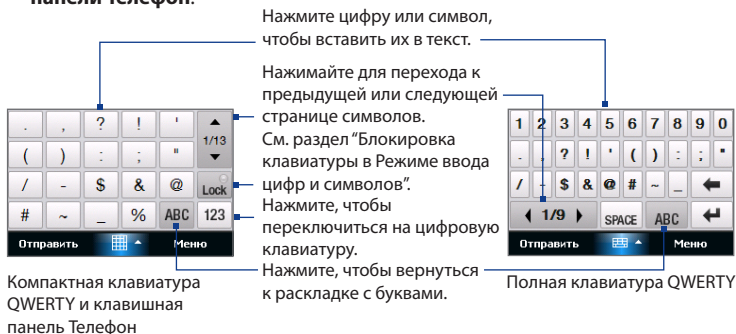 панели Телефон.
Нажмите цифру или символ,
чтобы вставить их в текст.
Нажимайте для перехода к
предыдущей или следующей
странице символов.
См. раздел "Блокировка
клавиатуры в Режиме ввода
цифр и символов".
Нажмите, чтобы
переключиться на цифровую
клавиатуру.
Нажмите, чтобы вернуться
к раскладке с буквами.
. , ? ! '
1/13
( ) : ; "
/ - $ & @ Lock
# ~ _ % ABC 123
Отправить Меню
Компактная клавиатура
QWERTY и клавишная
панель Телефон
1 2 3 4 5 6 7 8 9 0
. , ? ! ' ( ) : ; "
/ - $ & @ # ~ _
1/9 SPACE ABC
Отправить Меню
Полная клавиатура QWERTY